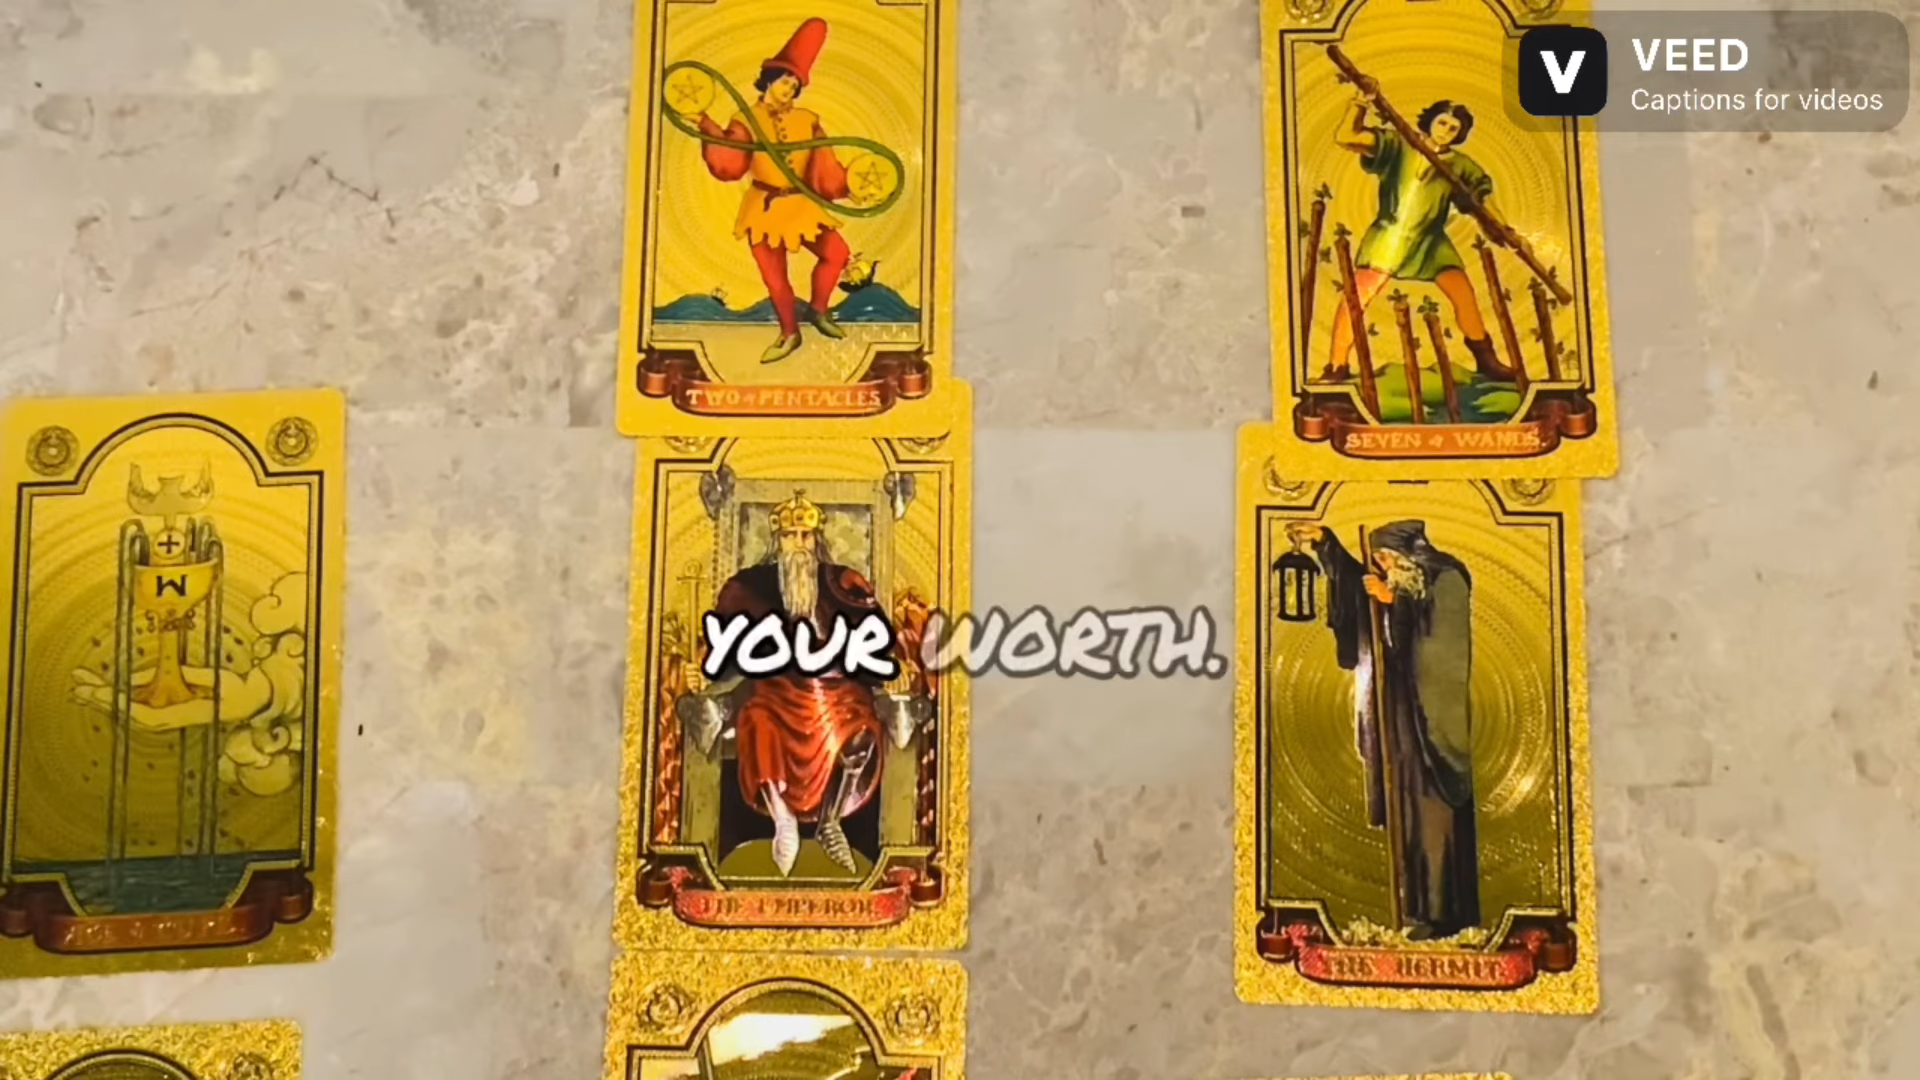 VEED
Captions for videos
TWO of PENTACLES
SEVEN of WANDS.
YOUR WORTH.
THE EMPEROR.
THE HERMIT.